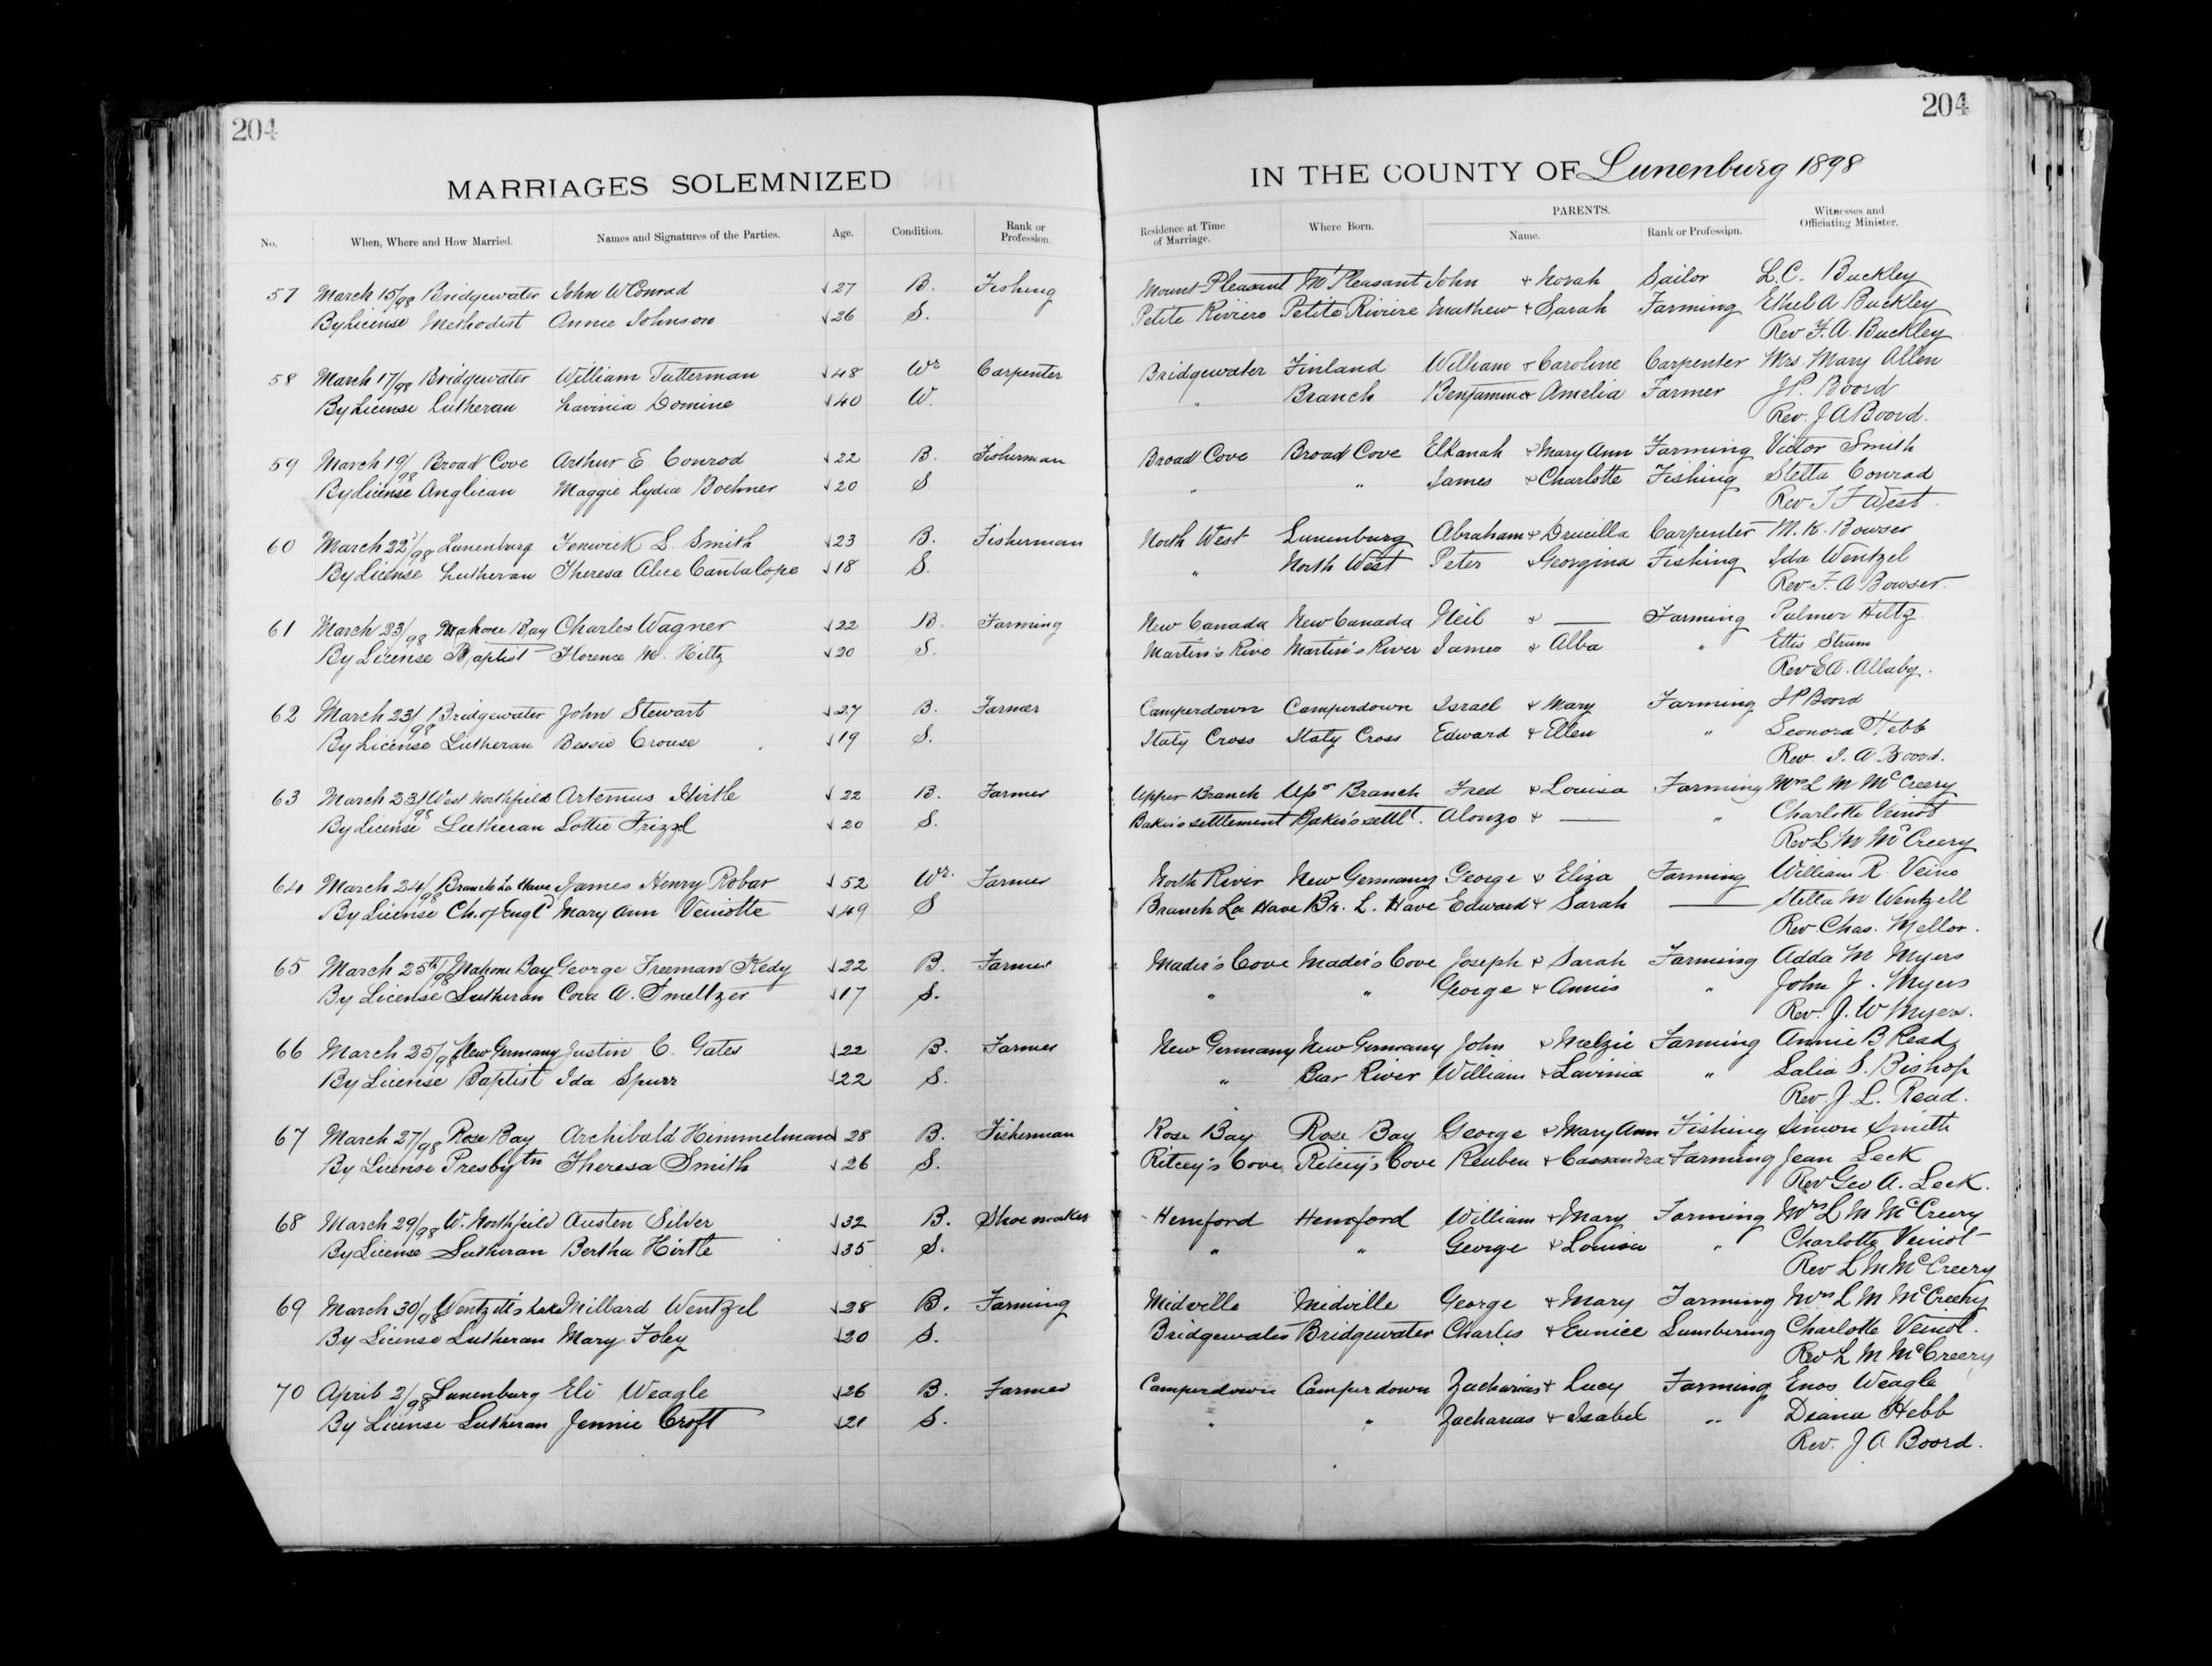 204
204
MARRIAGES SOLEMNIZED
IN THE COUNTY OF Lunenburg 1898
No. When, Where and How Married. Names and Signatures of the Parties. Age. Condition. Rank or Profession. Residence at Time of Marriage. Where Born. PARENTS. Name. Rank or Profession. Witnesses and Officiating Minister.
57 March 15/98 Bridgewater John W Conrad 27 B. Fishing Mount Pleasant Mt Pleasant John & Norah Sailor L.C. Buckley
By License Methodist Annie Johnson 26 S. Petite Riviere Petite Riviere Mathew & Sarah Farming Ethel A Buckley
Rev F. A. Buckley
58 March 17/98 Bridgewater William Tatterman 48 Wr Carpenter Bridgewater Finland William & Caroline Carpenter Mrs. Mary Allen
By License Lutheran Lavinia Domine 40 W. " Branch Benjamin & Amelia Farmer J P. Boord
Rev. J A Boord.
59 March 19/98 Broad Cove Arthur E Conrod 22 B. Fisherman Broad Cove Broad Cove Elkanah & Mary Ann Farming Victor Smith
By License Anglican Maggie Lydia Boehner 20 S " " James & Charlotte Fishing Stetta Conrad
Rev. T F West.
60 March 22/98 Lunenburg Fenwick L. Smith 23 B. Fisherman North West Lunenburg Abraham & Drucilla Carpenter M. K. Bowser
By License Lutheran Theresa Alice Cantalope 18 S. " North West Peter & Georgina Fishing Ida Wentzel
Rev F. A Bowser.
61 March 23/98 Mahone Bay Charles Wagner 22 B. Farming New Canada New Canada Neil & — Farming Palmer Hiltz
By License Baptist Florence M. Hiltz 20 S. Martin's Rive Martin's River James & Alba " Ettis Strum
Rev E A. Allaby.
62 March 23/98 Bridgewater John Stewart 27 B. Farmer Camperdown Camperdown Israel & Mary Farming J P Boord
By License Lutheran Bessie Crouse 19 S. Italy Cross Italy Cross Edward & Ellen " Leonora Hebb
Rev. J. A Boord.
63 March 23/98 West Northfield Artemus Hirtle 22 B. Farmer Upper Branch Upr Branch Fred & Louisa Farming Mrs L M McCreery
By License Lutheran Lottie Frizzel 20 S. Baker's settlement Baker's settlt. Alonzo & — " Charlotte Veinot
Rev L M McCreery
64 March 24/98 Branch La Have James Henry Robar 52 Wr. Farmer North River New Germany George & Eliza Farming William R. Veino
By License Ch. of Engl'd Mary Ann Veinotte 49 S Branch La Have Br. L. Have Edward & Sarah — Stella M Wentzell
Rev Chas. Mellor.
65 March 25th/98 Mahone Bay George Freeman Kedy 22 B. Farmer Mader's Cove Mader's Cove Joseph & Sarah Farming Adda M Myers
By License Lutheran Cora A. Smeltzer 17 S. " " George & Annis " John J. Myers
Rev. J. W Myers.
66 March 25/98 New Germany Justin C. Gates 22 B. Farmer New Germany New Germany John & Melzie Farming Annie B Read
By License Baptist Ida Spurr 22 S. " Bear River William & Lavinia " Salia S. Bishop
Rev. J. L. Read.
67 March 27/98 Rose Bay Archibald Himmelman 28 B. Fisherman Rose Bay Rose Bay George & Mary Ann Fishing Simon Smith
By License Presbytn Theresa Smith 26 S. Ritcey's Cove Ritcey's Cove Reuben & Cassandra Farming Jean Leck
Rev Geo A. Leck.
68 March 29/98 W. Northfield Austen Silver 32 B. Shoemaker Hemford Hemford William & Mary Farming Mrs L M McCreery
By License Lutheran Bertha Hirtle 35 S. " " George & Louisa " Charlotte Veinot
Rev L M McCreery
69 March 30/98 Wentzell's Lake Millard Wentzel 28 B. Farming Midville Midville George & Mary Farming Mrs L M McCreery
By License Lutheran Mary Foley 20 S. Bridgewater Bridgewater Charles & Eunice Lumbering Charlotte Veinot.
Rev L M McCreery
70 April 2/98 Lunenburg Eli Weagle 26 B. Farmer Camperdown Camperdown Zacharias & Lucy Farming Enos Weagle
By License Lutheran Jennie Croft 21 S. " " Zacharias & Isabel " Diana Hebb
Rev. J A Boord.